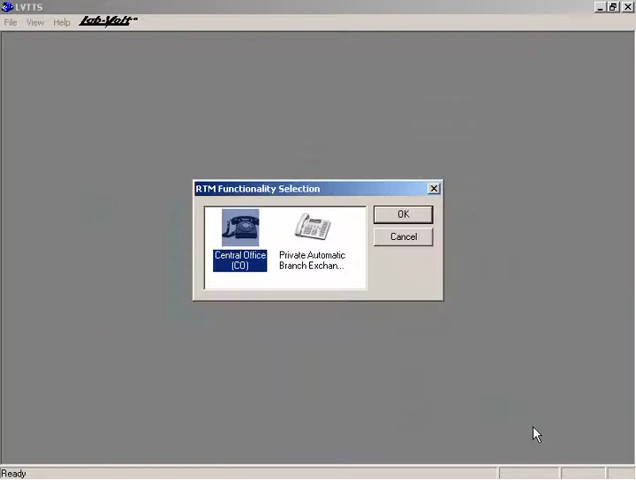 LVTTS
File View Help Lab-Volt
RTM Functionality Selection
Central Office
(CO)
Private Automatic
Branch Exchan...
OK
Cancel
Ready